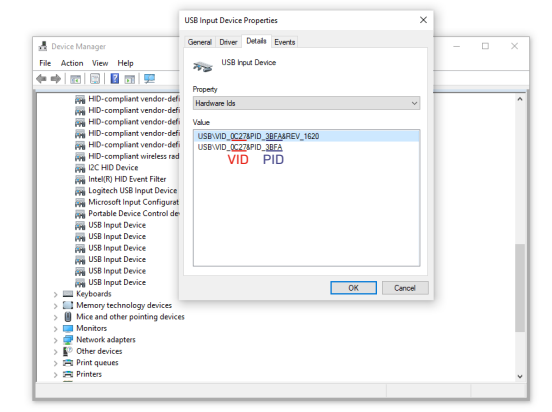 USB Input Device Properties
General Driver Details Events
USB Input Device
Property
Hardware Ids
Value
USB\VID_0C27&PID_3BFA&REV_1620
USB\VID_0C27&PID_3BFA
VID PID
OK Cancel
Device Manager
File Action View Help
HID-compliant vendor-defi
HID-compliant vendor-defi
HID-compliant vendor-defi
HID-compliant vendor-defi
HID-compliant vendor-defi
HID-compliant wireless rad
I2C HID Device
Intel(R) HID Event Filter
Logitech USB Input Device
Microsoft Input Configurat
Portable Device Control de
USB Input Device
USB Input Device
USB Input Device
USB Input Device
USB Input Device
USB Input Device
Keyboards
Memory technology devices
Mice and other pointing devices
Monitors
Network adapters
Other devices
Print queues
Printers